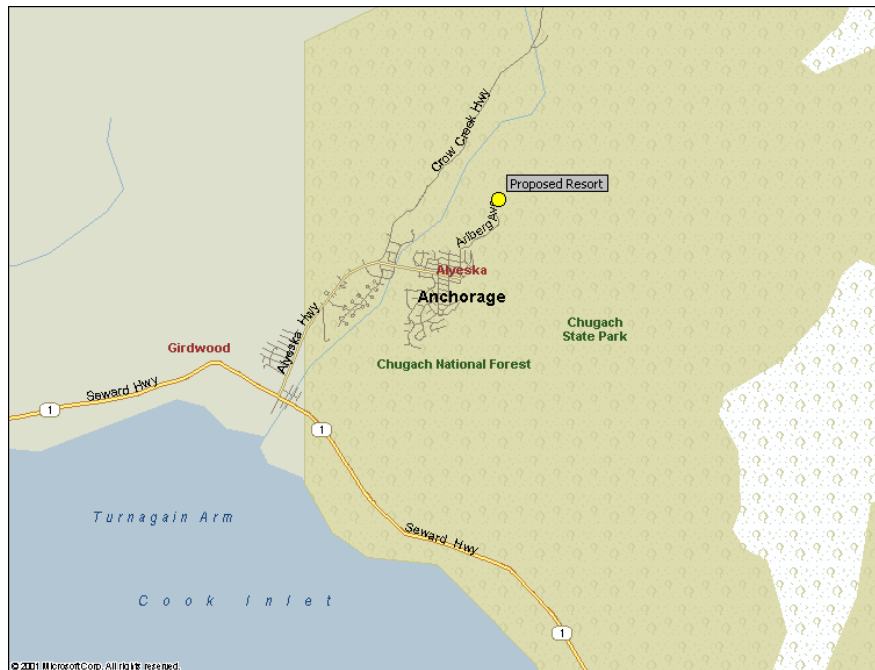 Crow Creek Hwy
Proposed Resort
Arlberg Ave
Alyeska
Anchorage
Chugach
State Park
Alyeska Hwy
Girdwood
Chugach National Forest
Seward Hwy
1
1
Turnagain Arm
Seward Hwy
Cook Inlet
1
© 2001 Microsoft Corp. All rights reserved.